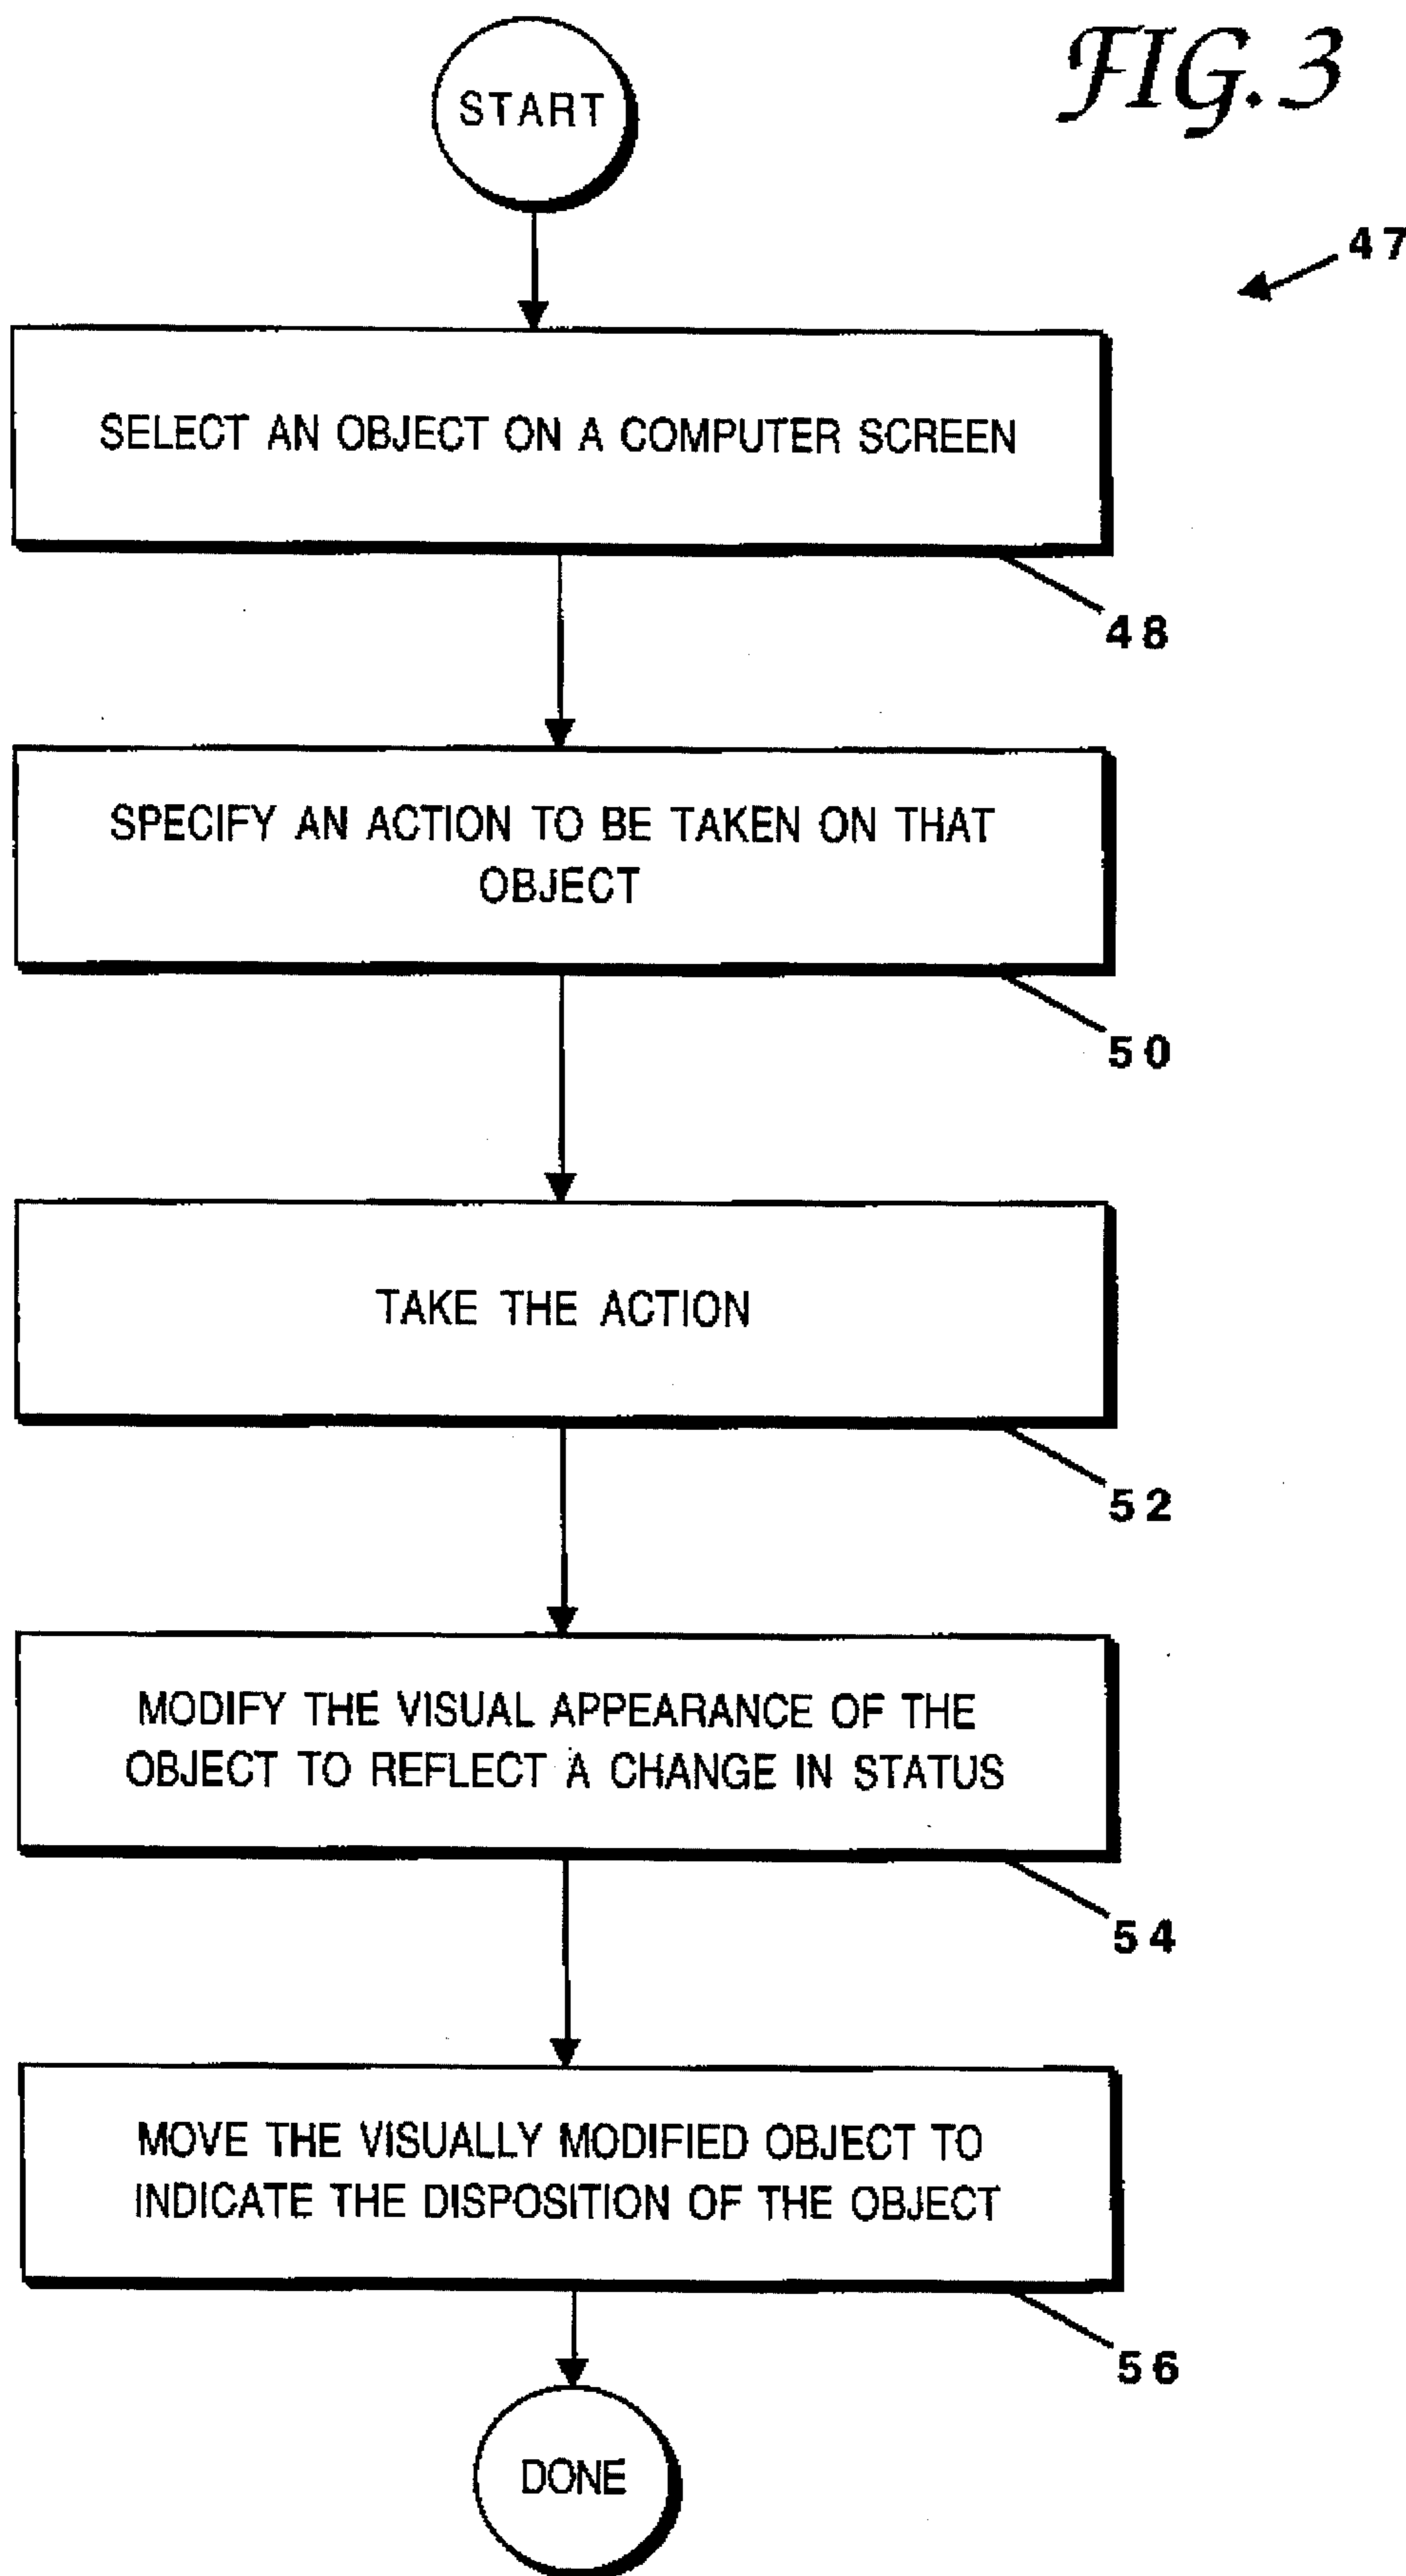 FIG. 3
START
47
SELECT AN OBJECT ON A COMPUTER SCREEN
48
SPECIFY AN ACTION TO BE TAKEN ON THAT
OBJECT
50
TAKE THE ACTION
52
MODIFY THE VISUAL APPEARANCE OF THE
OBJECT TO REFLECT A CHANGE IN STATUS
54
MOVE THE VISUALLY MODIFIED OBJECT TO
INDICATE THE DISPOSITION OF THE OBJECT
56
DONE